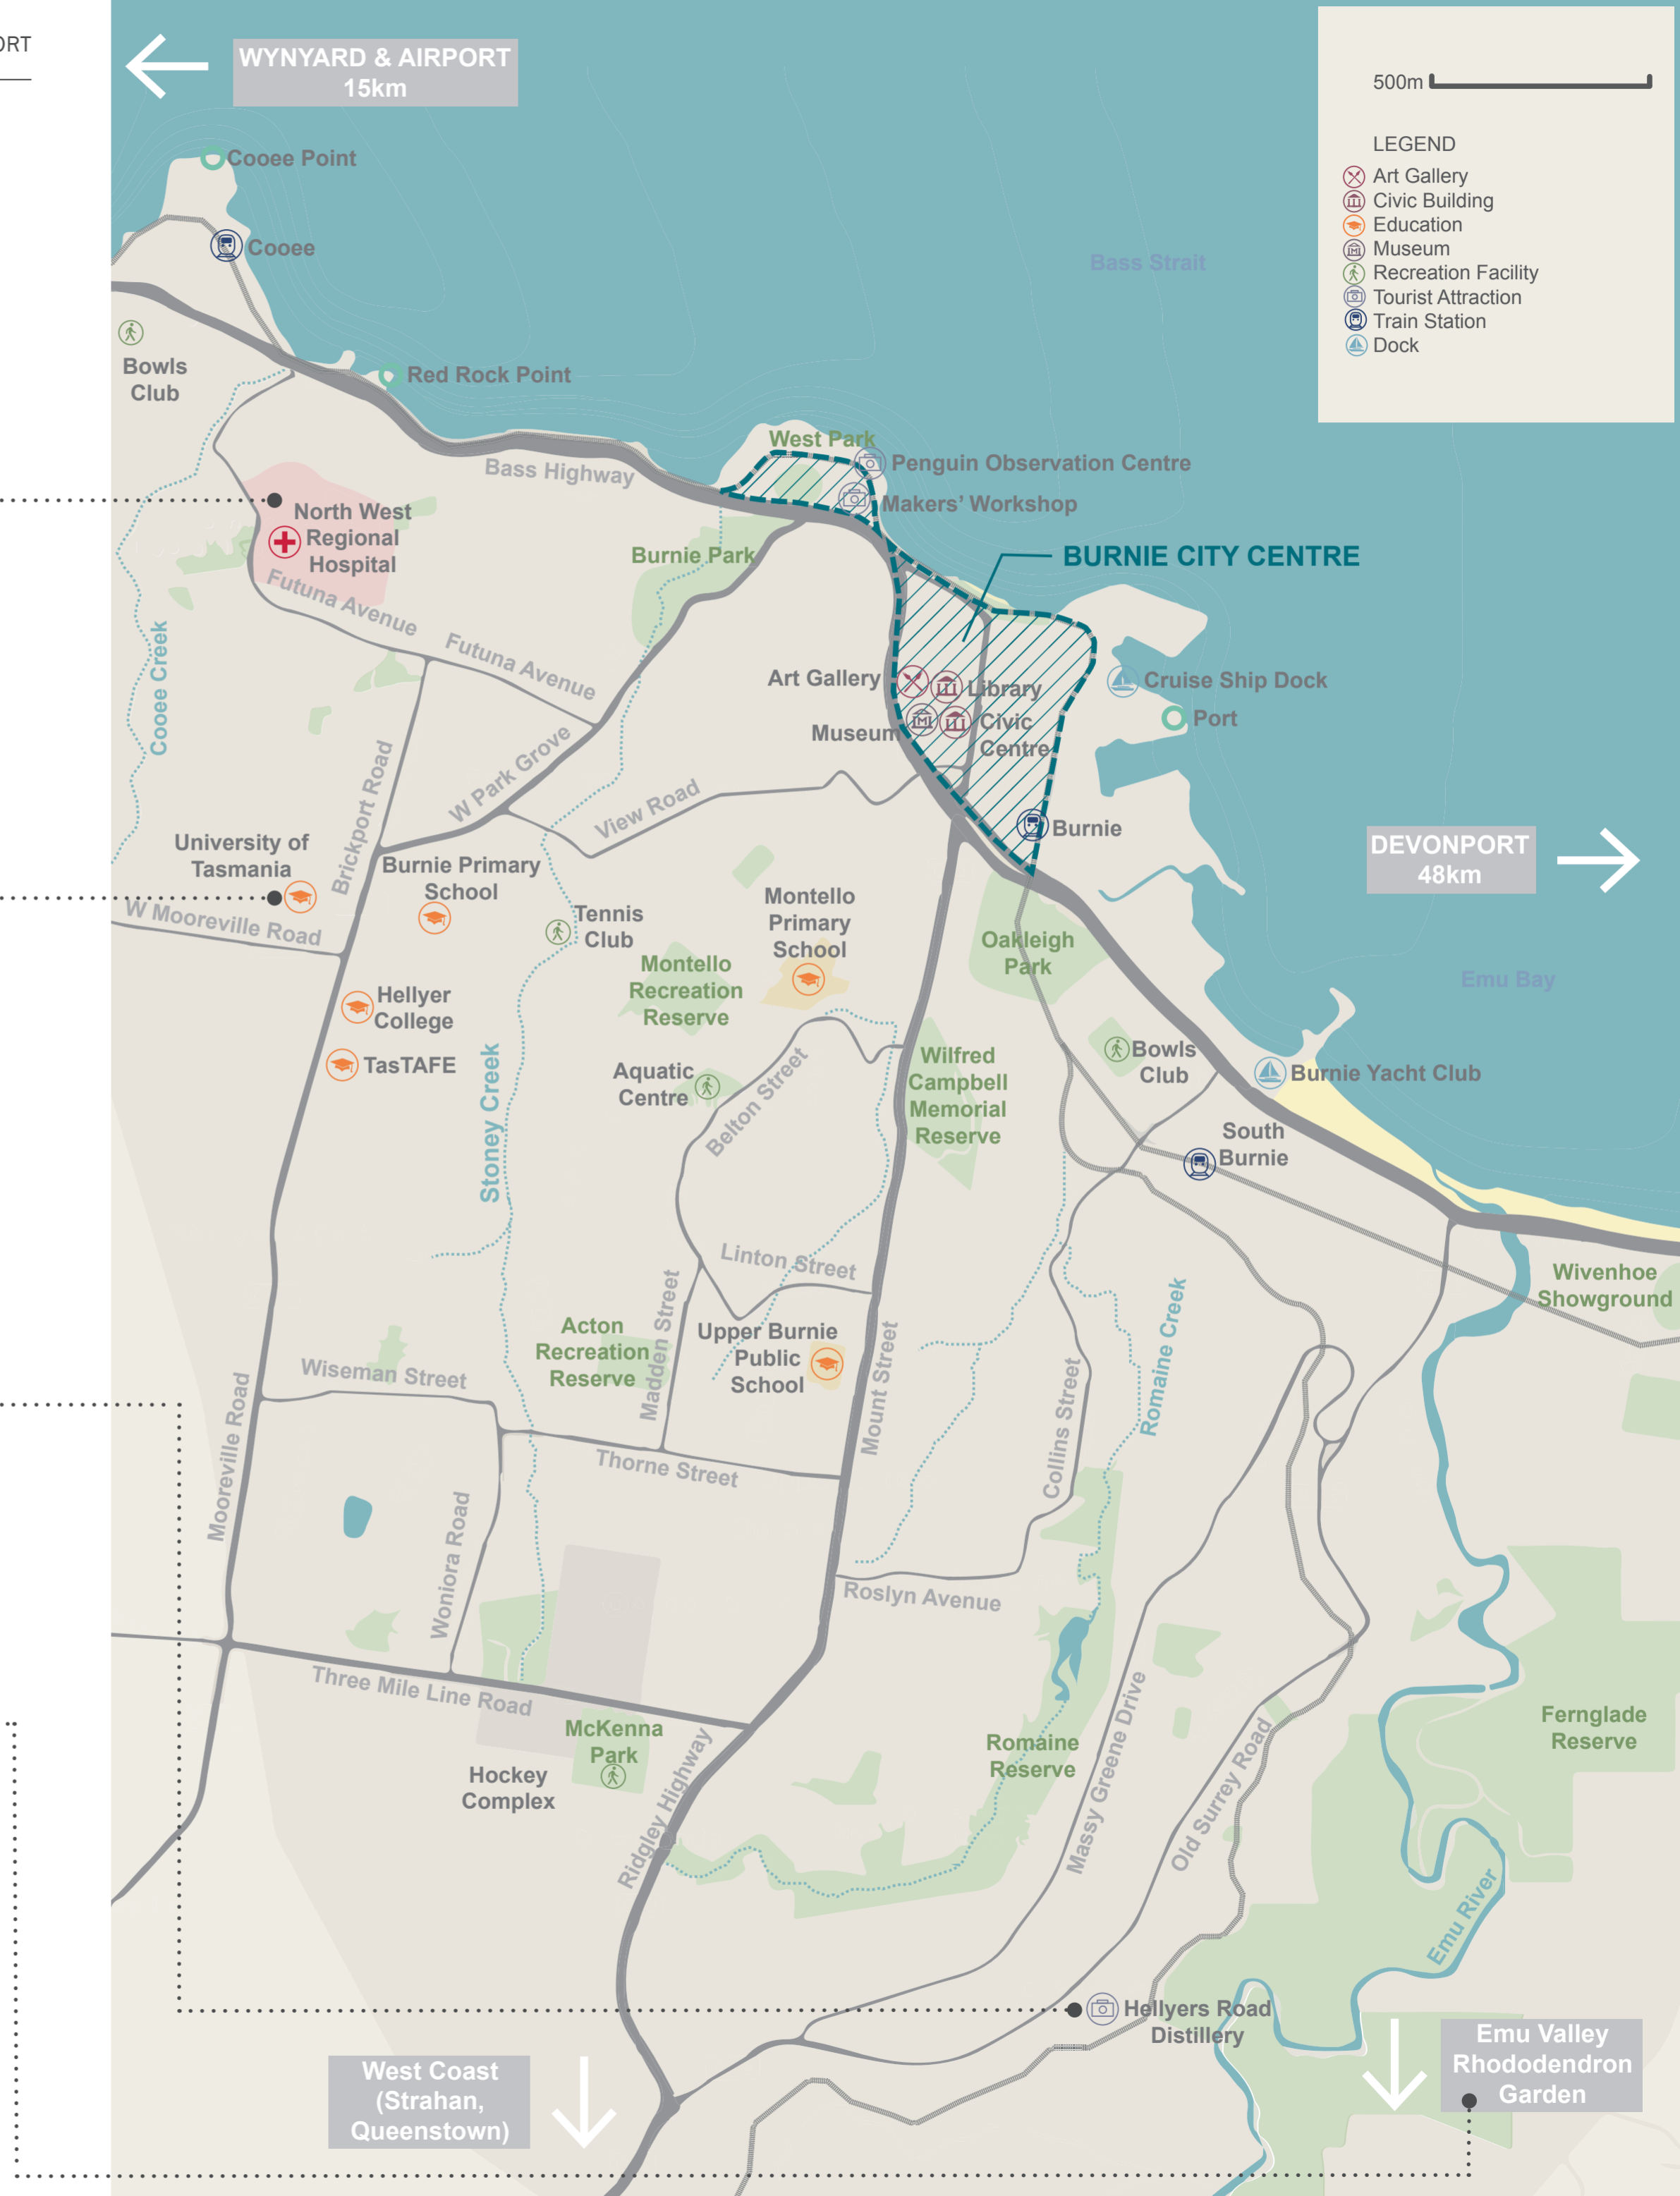 WYNYARD & AIRPORT
15km
500m
LEGEND
Art Gallery
Civic Building
Education
Museum
Recreation Facility
Tourist Attraction
Train Station
Dock
Cooee Point
Cooee
Bass Strait
Bowls
Club
Red Rock Point
West Park
Penguin Observation Centre
Makers’ Workshop
Bass Highway
North West
Regional
Hospital
Burnie Park
BURNIE CITY CENTRE
Futuna Avenue
Futuna Avenue
Cooee Creek
Art Gallery
Library
Cruise Ship Dock
Port
Museum
Civic
Centre
W Park Grove
View Road
Brickport Road
Burnie
DEVONPORT
48km
University of
Tasmania
Burnie Primary
School
W Mooreville Road
Tennis
Club
Montello
Primary
School
Oakleigh
Park
Montello
Recreation
Reserve
Emu Bay
Hellyer
College
TasTAFE
Stoney Creek
Aquatic
Centre
Belton Street
Wilfred
Campbell
Memorial
Reserve
Bowls
Club
Burnie Yacht Club
South
Burnie
Linton Street
Wivenhoe
Showground
Madden Street
Acton
Recreation
Reserve
Upper Burnie
Public
School
Mount Street
Romaine Creek
Collins Street
Wiseman Street
Mooreville Road
Thorne Street
Woniora Road
Roslyn Avenue
Three Mile Line Road
McKenna
Park
Hockey
Complex
Ridgley Highway
Romaine
Reserve
Massy Greene Drive
Old Surrey Road
Fernglade
Reserve
Emu River
Hellyers Road
Distillery
West Coast
(Strahan,
Queenstown)
Emu Valley
Rhododendron
Garden